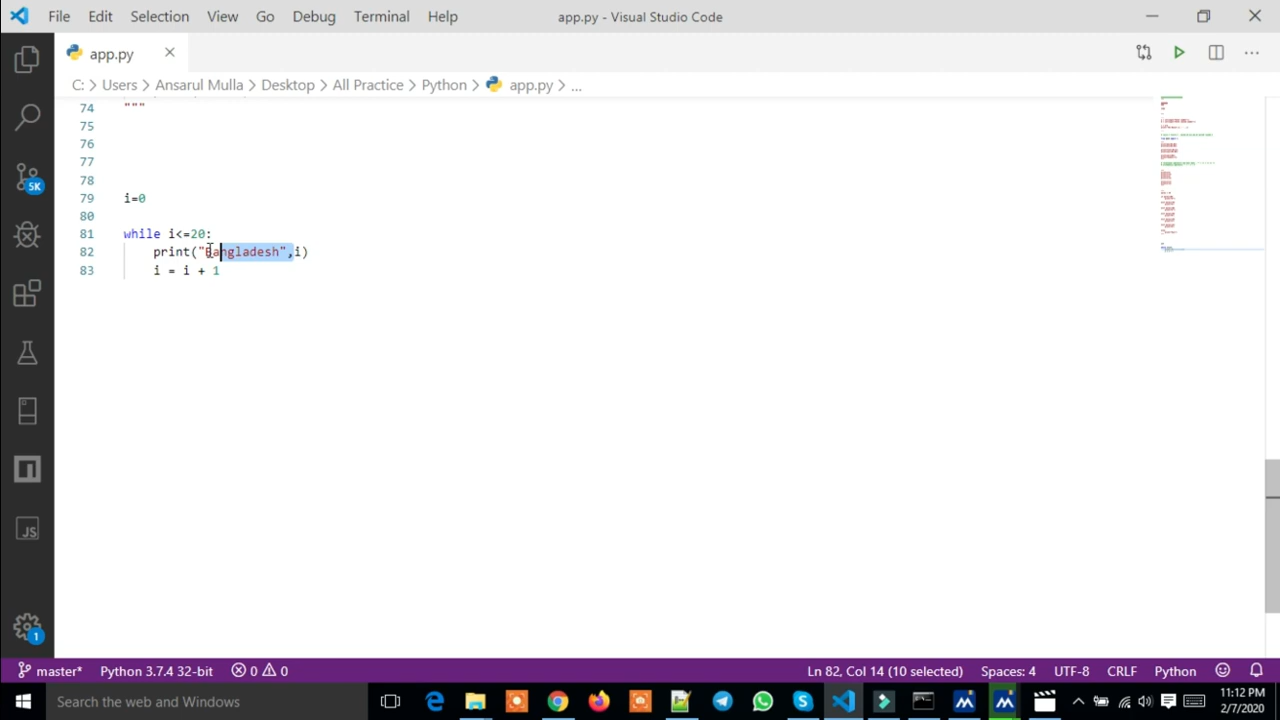 File Edit Selection View Go Debug Terminal Help app.py - Visual Studio Code
app.py
C: > Users > Ansarul Mulla > Desktop > All Practice > Python > app.py > ...
74 """
75
76
77
78
79 i=0
80
81 while i<=20:
82 print("Bangladesh",i)
83 i = i + 1
5K
JS
1
master* Python 3.7.4 32-bit 0 0 Ln 82, Col 14 (10 selected) Spaces: 4 UTF-8 CRLF Python
Search the web and Windows
11:12 PM
2/7/2020